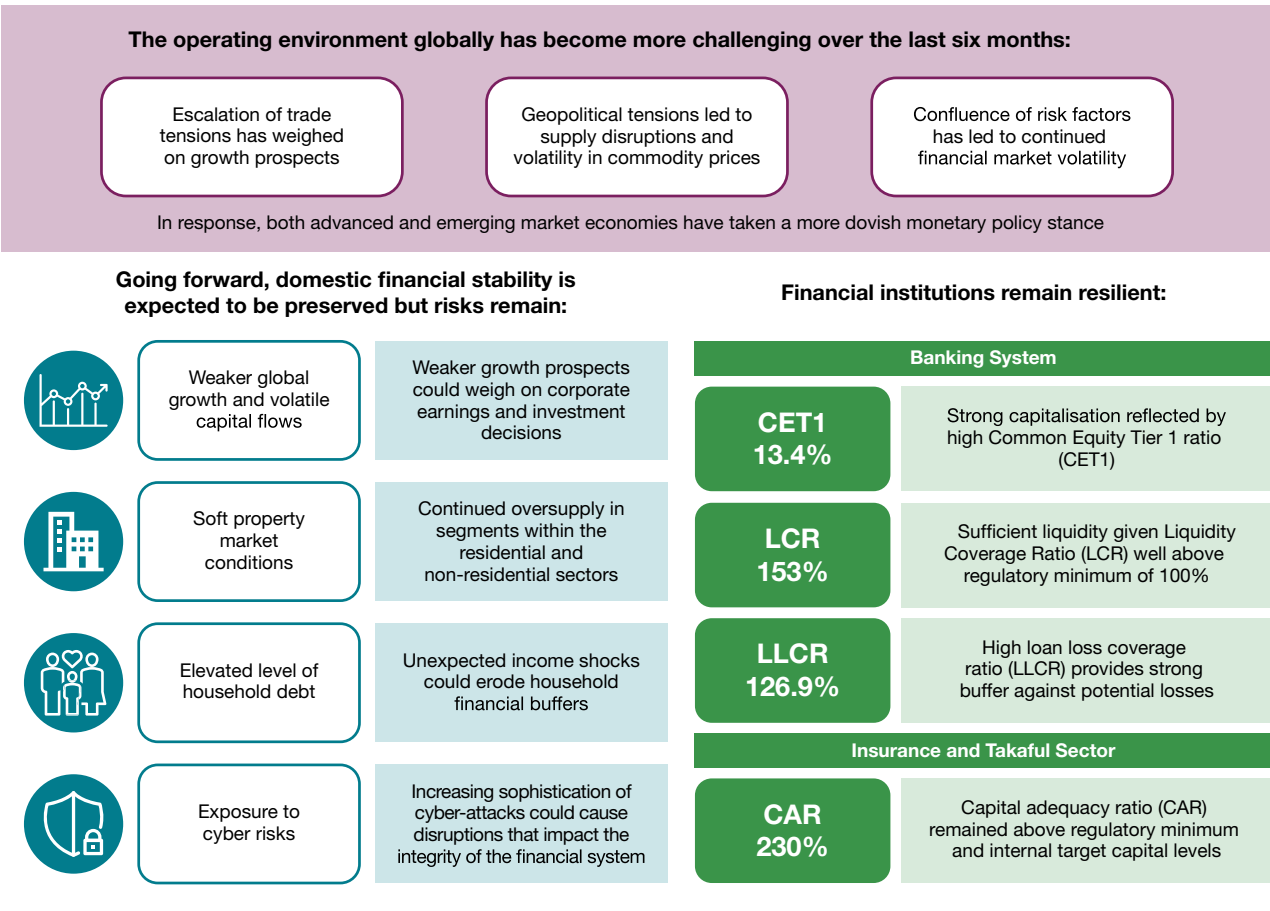 The operating environment globally has become more challenging over the last six months:
Escalation of trade
tensions has weighed
on growth prospects
Geopolitical tensions led to
supply disruptions and
volatility in commodity prices
Confluence of risk factors
has led to continued
financial market volatility
In response, both advanced and emerging market economies have taken a more dovish monetary policy stance
Going forward, domestic financial stability is
expected to be preserved but risks remain:
Weaker global
growth and volatile
capital flows
Weaker growth prospects
could weigh on corporate
earnings and investment
decisions
Soft property
market
conditions
Continued oversupply in
segments within the
residential and
non-residential sectors
Elevated level of
household debt
Unexpected income shocks
could erode household
financial buffers
Exposure to
cyber risks
Increasing sophistication of
cyber-attacks could cause
disruptions that impact the
integrity of the financial system
Financial institutions remain resilient:
Banking System
CET1
13.4%
Strong capitalisation reflected by
high Common Equity Tier 1 ratio
(CET1)
LCR
153%
Sufficient liquidity given Liquidity
Coverage Ratio (LCR) well above
regulatory minimum of 100%
LLCR
126.9%
High loan loss coverage
ratio (LLCR) provides strong
buffer against potential losses
Insurance and Takaful Sector
CAR
230%
Capital adequacy ratio (CAR)
remained above regulatory minimum
and internal target capital levels